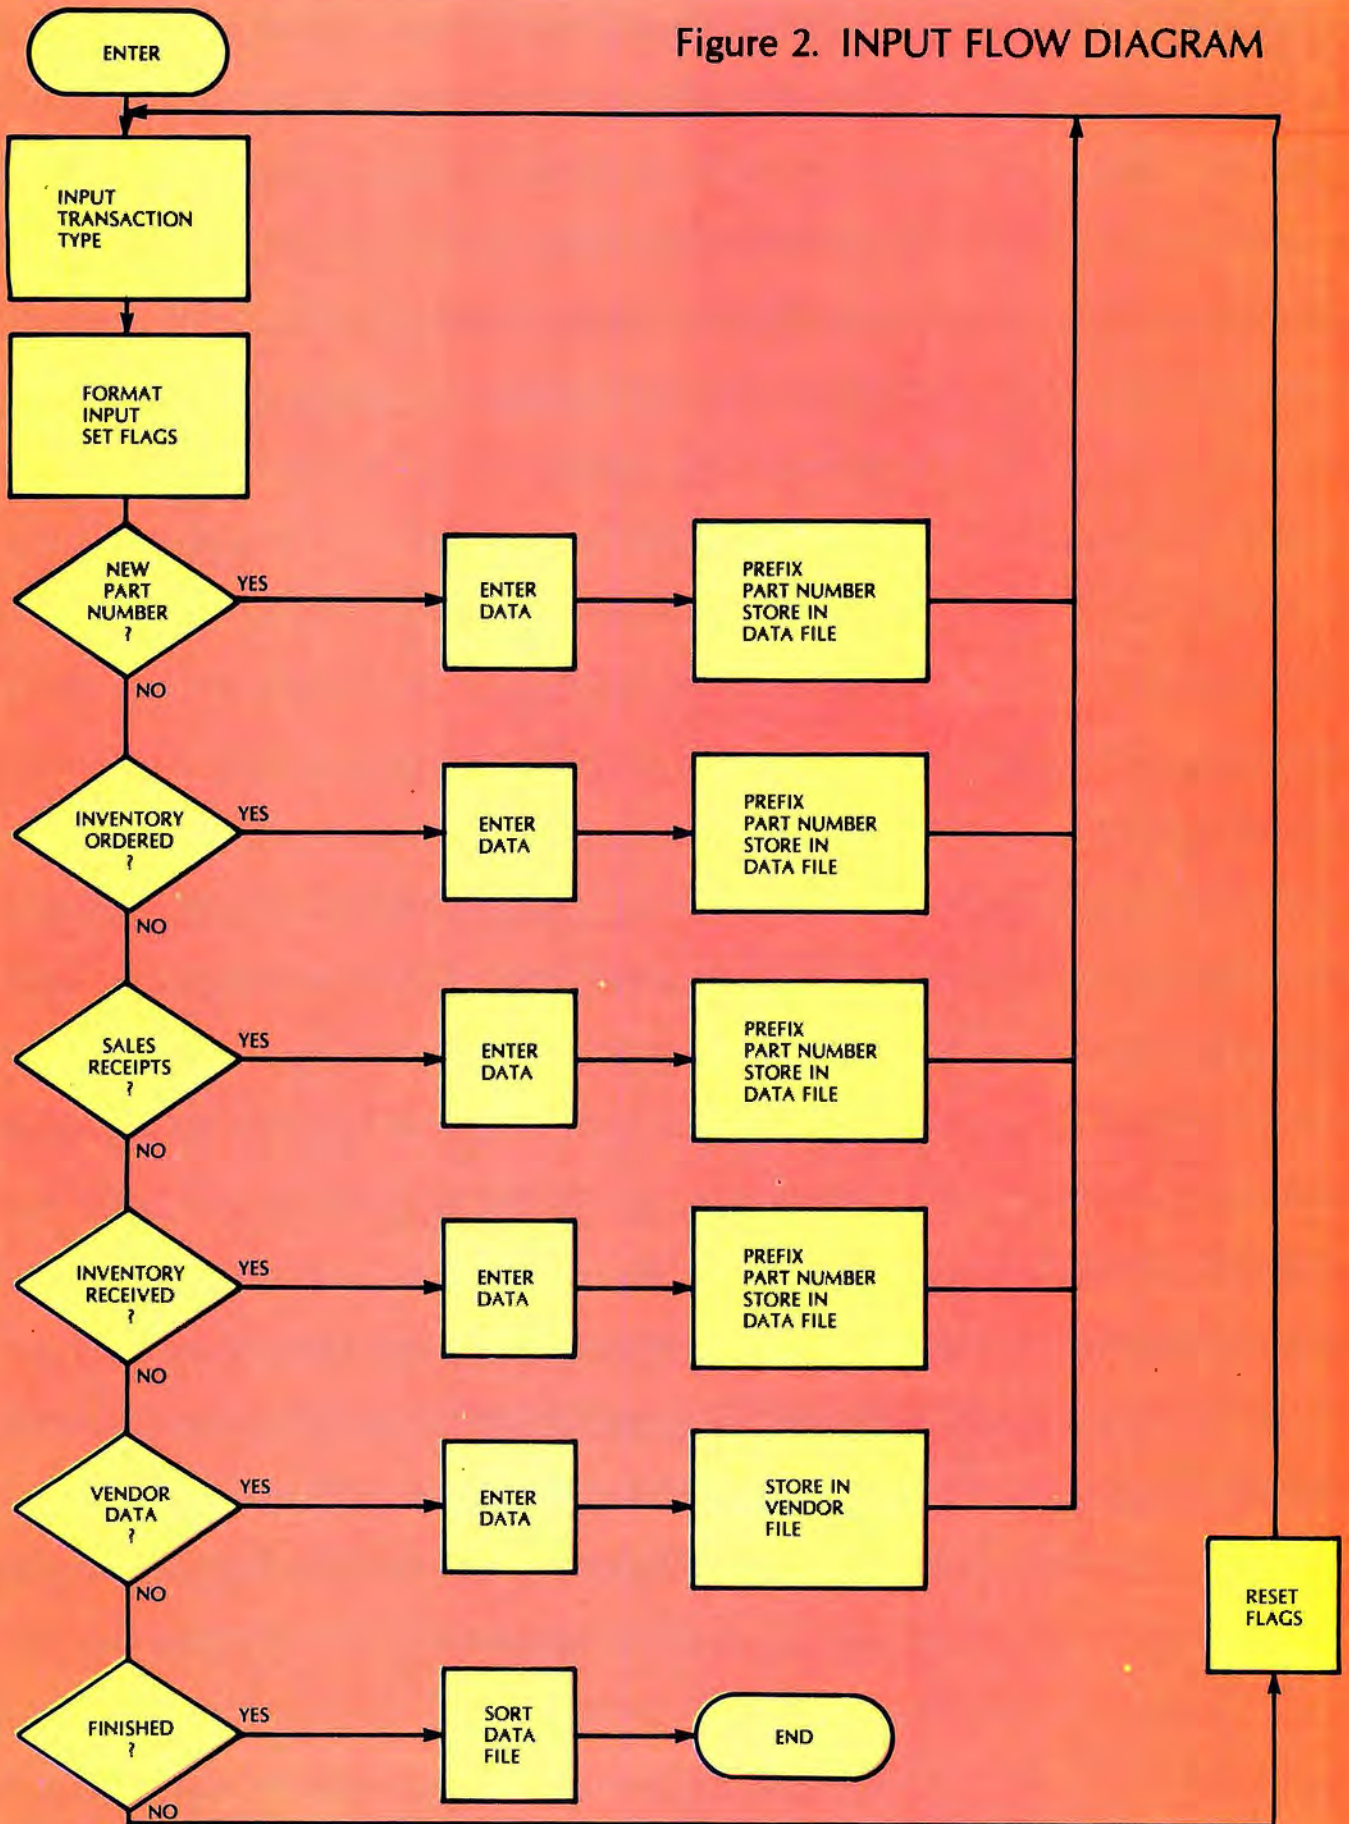 Figure 2. INPUT FLOW DIAGRAM
ENTER
INPUT
TRANSACTION
TYPE
FORMAT
INPUT
SET FLAGS
NEW
PART
NUMBER
?
YES
ENTER
DATA
PREFIX
PART NUMBER
STORE IN
DATA FILE
NO
INVENTORY
ORDERED
?
YES
ENTER
DATA
PREFIX
PART NUMBER
STORE IN
DATA FILE
NO
SALES
RECEIPTS
?
YES
ENTER
DATA
PREFIX
PART NUMBER
STORE IN
DATA FILE
NO
INVENTORY
RECEIVED
?
YES
ENTER
DATA
PREFIX
PART NUMBER
STORE IN
DATA FILE
NO
VENDOR
DATA
?
YES
ENTER
DATA
STORE IN
VENDOR
FILE
NO
RESET
FLAGS
FINISHED
?
YES
SORT
DATA
FILE
END
NO